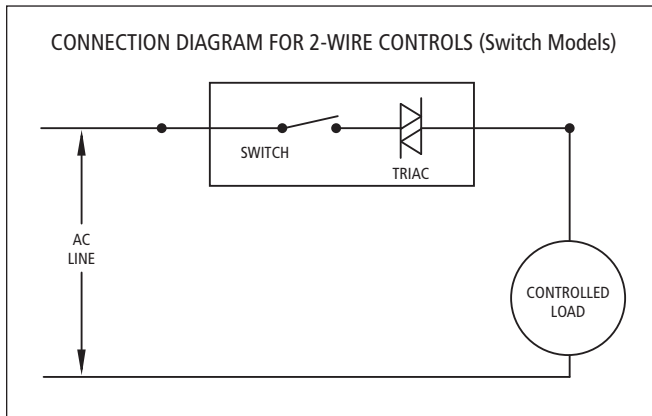 CONNECTION DIAGRAM FOR 2-WIRE CONTROLS (Switch Models)
SWITCH
TRIAC
AC
LINE
CONTROLLED
LOAD